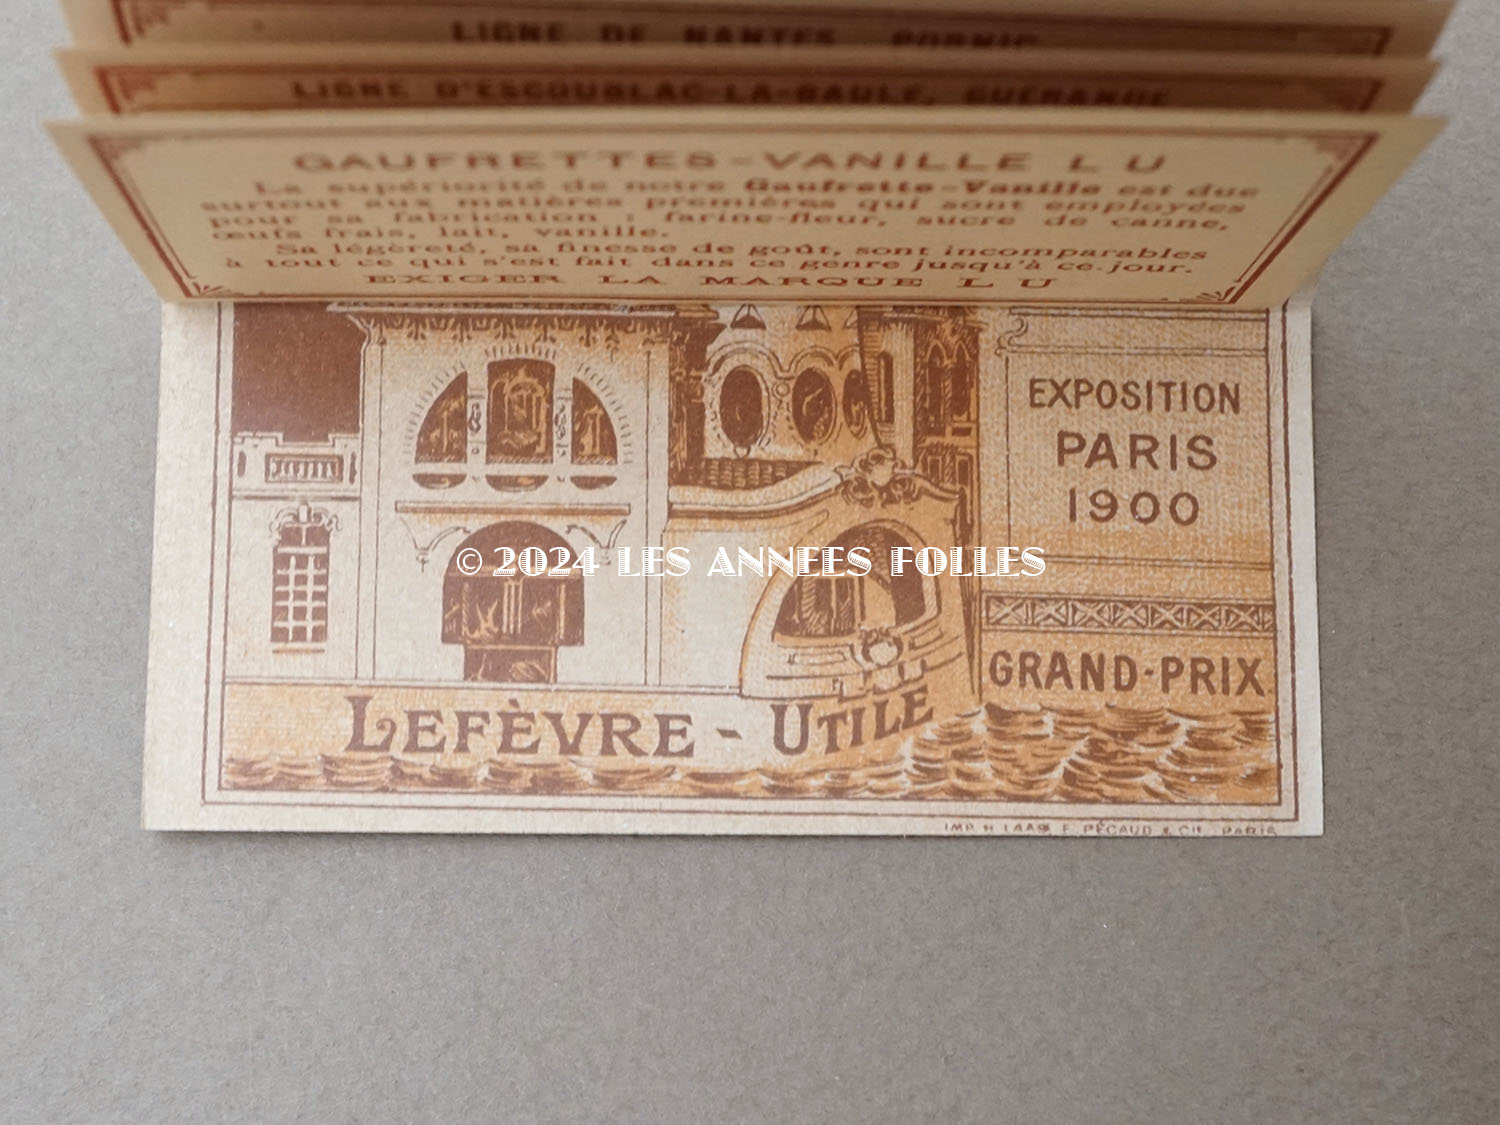 LIGNE DE NANTES PORNIC
LIGNE D'ESCOUBLAC-LA-BAULE, GUÉRANDE
GAUFRETTES-VANILLE L U
La supériorité de notre Gaufrette-Vanille est due
surtout aux matières premières qui sont employées
pour sa fabrication : farine-fleur, sucre de canne,
œufs frais, lait, vanille.
Sa légèreté, sa finesse de goût, sont incomparables
à tout ce qui s'est fait dans ce genre jusqu'à ce jour.
EXIGER LA MARQUE L U
EXPOSITION
PARIS
1900
© 2024 LES ANNEES FOLLES
GRAND-PRIX
LEFÈVRE - UTILE
IMP. H. LAAS, E. PÉCAUD & CIE, PARIS